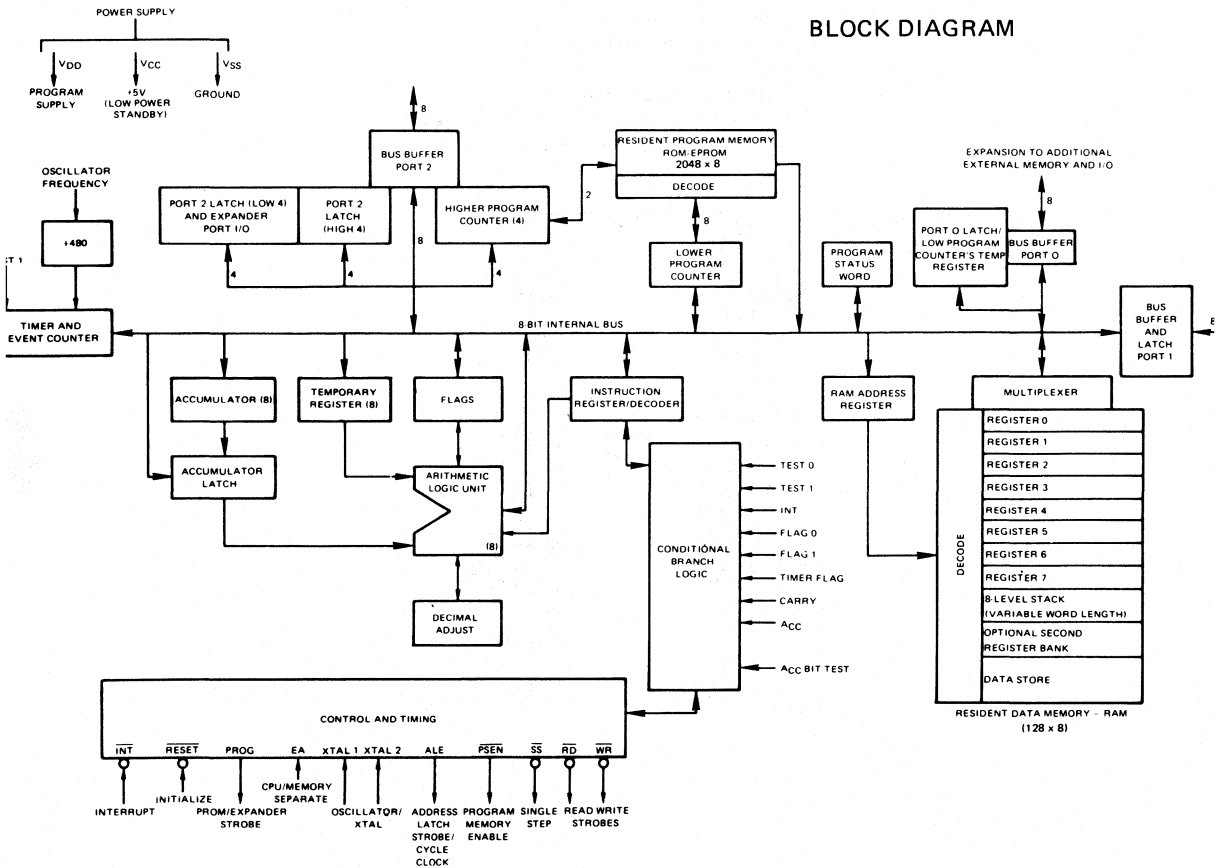 BLOCK DIAGRAM
POWER SUPPLY
VDD
VCC
VSS
PROGRAM
SUPPLY
+5V
(LOW POWER
STANDBY)
GROUND
OSCILLATOR
FREQUENCY
+480
ST 1
TIMER AND
EVENT COUNTER
8
BUS BUFFER
PORT 2
PORT 2 LATCH (LOW 4)
AND EXPANDER
PORT I/O
PORT 2
LATCH
(HIGH 4)
HIGHER PROGRAM
COUNTER (4)
4
4
4
8
2
RESIDENT PROGRAM MEMORY
ROM-EPROM
2048 x 8
DECODE
8
LOWER
PROGRAM
COUNTER
PROGRAM
STATUS
WORD
EXPANSION TO ADDITIONAL
EXTERNAL MEMORY AND I/O
8
PORT O LATCH/
LOW PROGRAM
COUNTER'S TEMP
REGISTER
BUS BUFFER
PORT O
BUS
BUFFER
AND
LATCH
PORT 1
8
8-BIT INTERNAL BUS
ACCUMULATOR (8)
TEMPORARY
REGISTER (8)
FLAGS
INSTRUCTION
REGISTER/DECODER
RAM ADDRESS
REGISTER
MULTIPLEXER
ACCUMULATOR
LATCH
ARITHMETIC
LOGIC UNIT
(8)
DECIMAL
ADJUST
CONDITIONAL
BRANCH
LOGIC
TEST 0
TEST 1
INT
FLAG 0
FLAG 1
TIMER FLAG
CARRY
ACC
ACC BIT TEST
DECODE
REGISTER 0
REGISTER 1
REGISTER 2
REGISTER 3
REGISTER 4
REGISTER 5
REGISTER 6
REGISTER 7
8-LEVEL STACK
(VARIABLE WORD LENGTH)
OPTIONAL SECOND
REGISTER BANK
DATA STORE
RESIDENT DATA MEMORY - RAM
(128 x 8)
CONTROL AND TIMING
INT
RESET
PROG
EA
XTAL 1
XTAL 2
ALE
PSEN
SS
RD
WR
INTERRUPT
INITIALIZE
PROM/EXPANDER
STROBE
CPU/MEMORY
SEPARATE
OSCILLATOR/
XTAL
ADDRESS
LATCH
STROBE/
CYCLE
CLOCK
PROGRAM
MEMORY
ENABLE
SINGLE
STEP
READ WRITE
STROBES